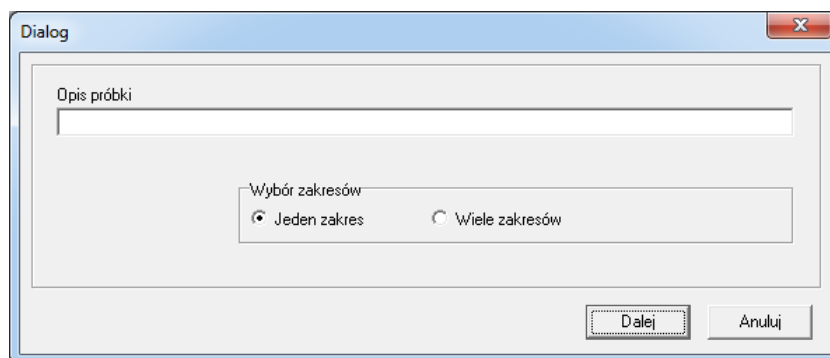 Dialog
Opis próbki
Wybór zakresów
Jeden zakres Wiele zakresów
Dalej Anuluj